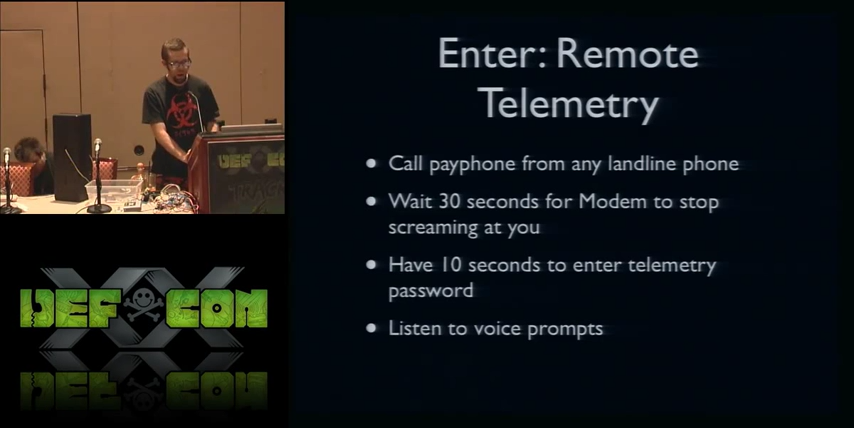 Enter: Remote
Telemetry
• Call payphone from any landline phone
• Wait 30 seconds for Modem to stop
screaming at you
• Have 10 seconds to enter telemetry
password
• Listen to voice prompts
DEF CON
XX